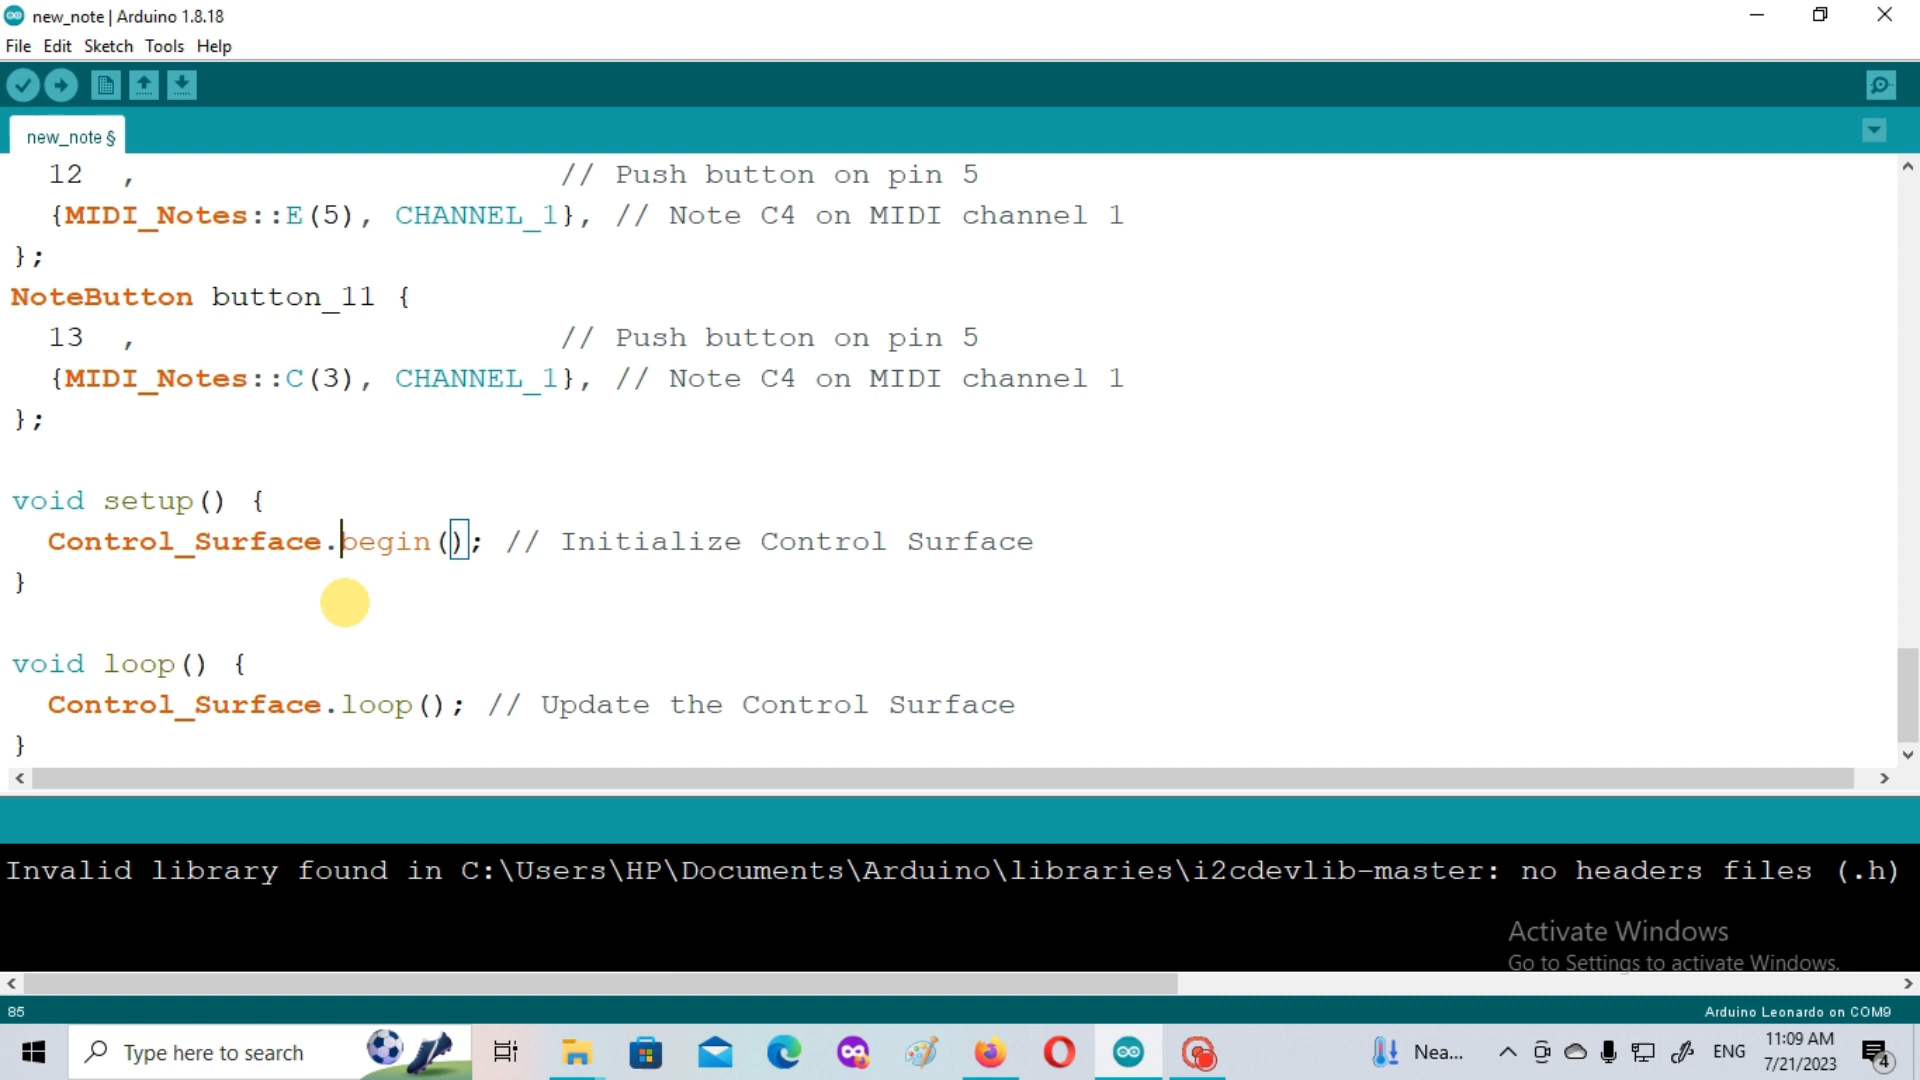 new_note | Arduino 1.8.18
File Edit Sketch Tools Help
new_note §
12 , // Push button on pin 5
{MIDI_Notes::E(5), CHANNEL_1}, // Note C4 on MIDI channel 1
};
NoteButton button_11 {
13 , // Push button on pin 5
{MIDI_Notes::C(3), CHANNEL_1}, // Note C4 on MIDI channel 1
};
void setup() {
Control_Surface.begin(); // Initialize Control Surface
}
void loop() {
Control_Surface.loop(); // Update the Control Surface
}
Invalid library found in C:\Users\HP\Documents\Arduino\libraries\i2cdevlib-master: no headers files (.h)
Activate Windows
Go to Settings to activate Windows.
85
Arduino Leonardo on COM9
Type here to search
Nea...
ENG
11:09 AM
7/21/2023
4